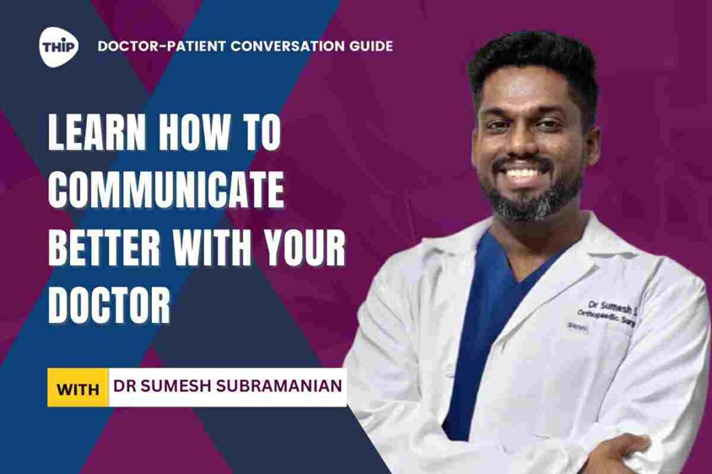 THiP
DOCTOR-PATIENT CONVERSATION GUIDE
LEARN HOW TO
COMMUNICATE
BETTER WITH YOUR
DOCTOR
WITH DR SUMESH SUBRAMANIAN
Dr Sumesh
Orthopaedic